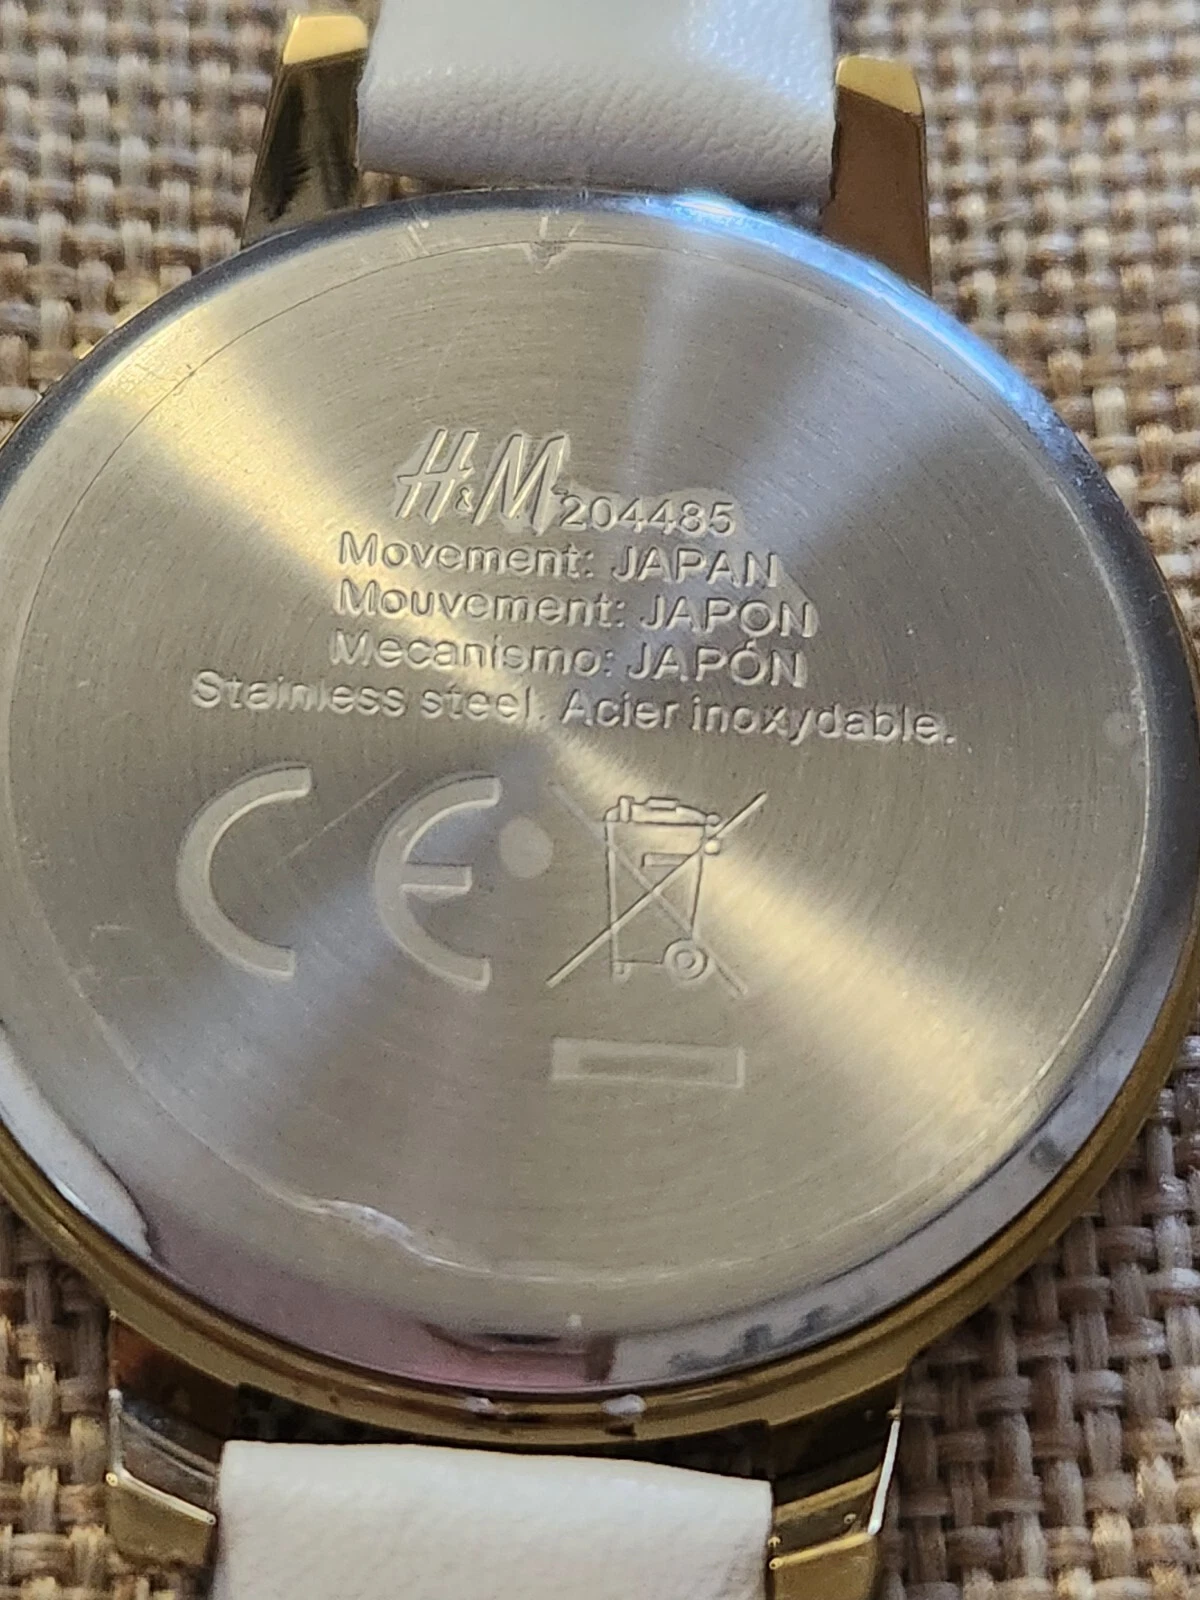 H&M 204485
Movement: JAPAN
Mouvement: JAPON
Mecanismo: JAPÓN
Stainless steel. Acier inoxydable.
CE